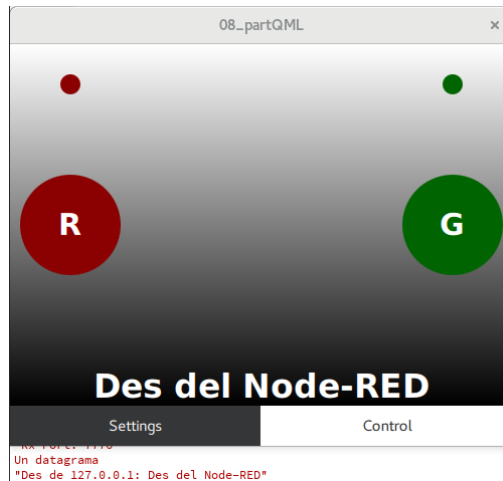 08_partQML ×
R G
Des del Node-RED
Settings Control
Un datagrama
"Des de 127.0.0.1: Des del Node-RED"